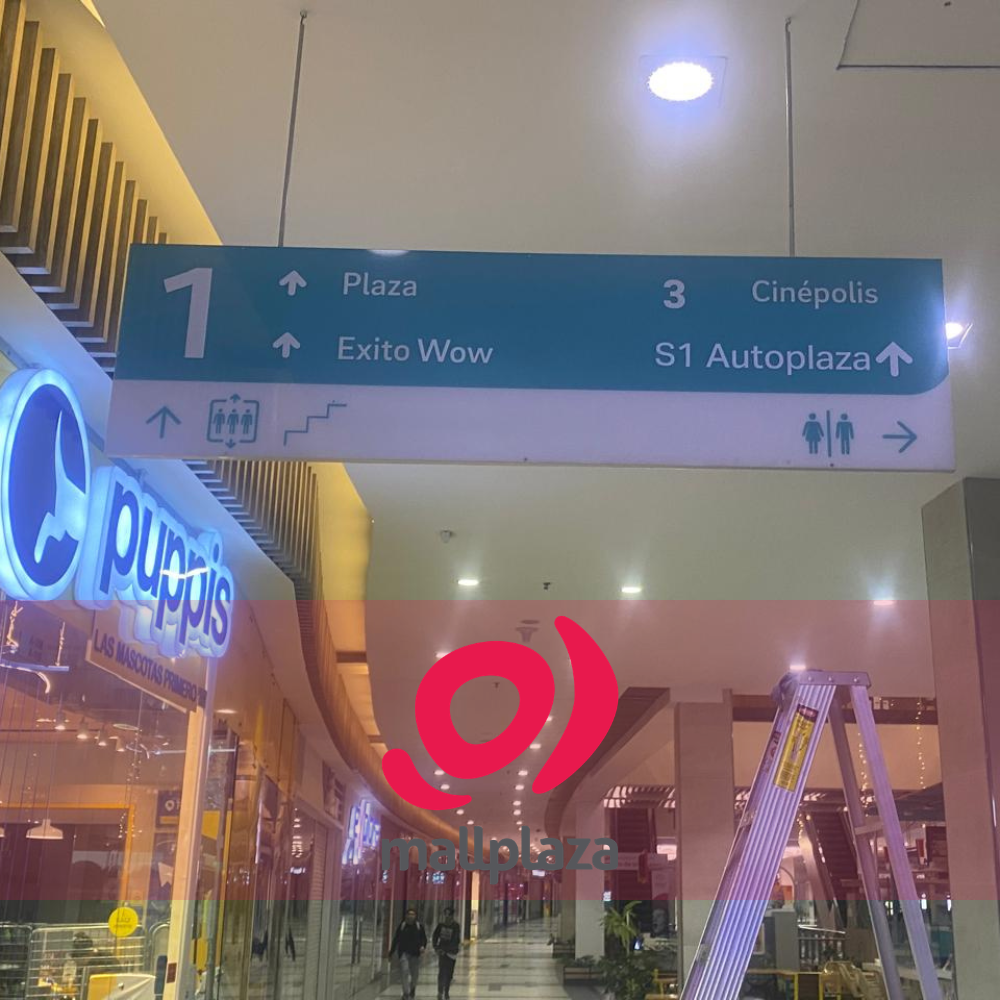 1 Plaza 3 Cinépolis
Exito Wow S1 Autoplaza
puppis
LAS MASCOTAS PRIMERO
mallplaza